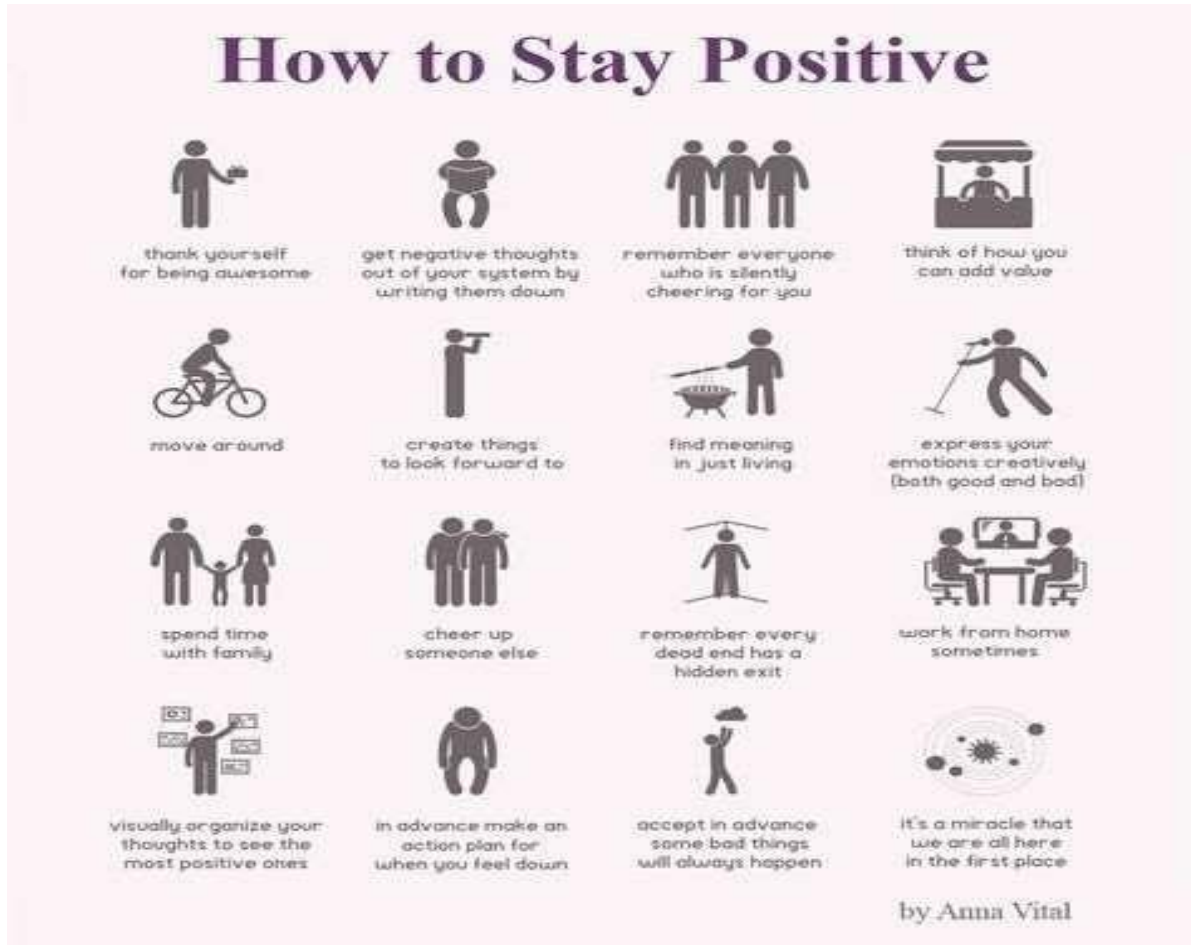 How to Stay Positive
thank yourself
for being awesome
get negative thoughts
out of your system by
writing them down
remember everyone
who is silently
cheering for you
think of how you
can add value
move around
create things
to look forward to
find meaning
in just living
express your
emotions creatively
(both good and bad)
spend time
with family
cheer up
someone else
remember every
dead end has a
hidden exit
work from home
sometimes
visually organize your
thoughts to see the
most positive ones
in advance make an
action plan for
when you feel down
accept in advance
some bad things
will always happen
it's a miracle that
we are all here
in the first place
by Anna Vital